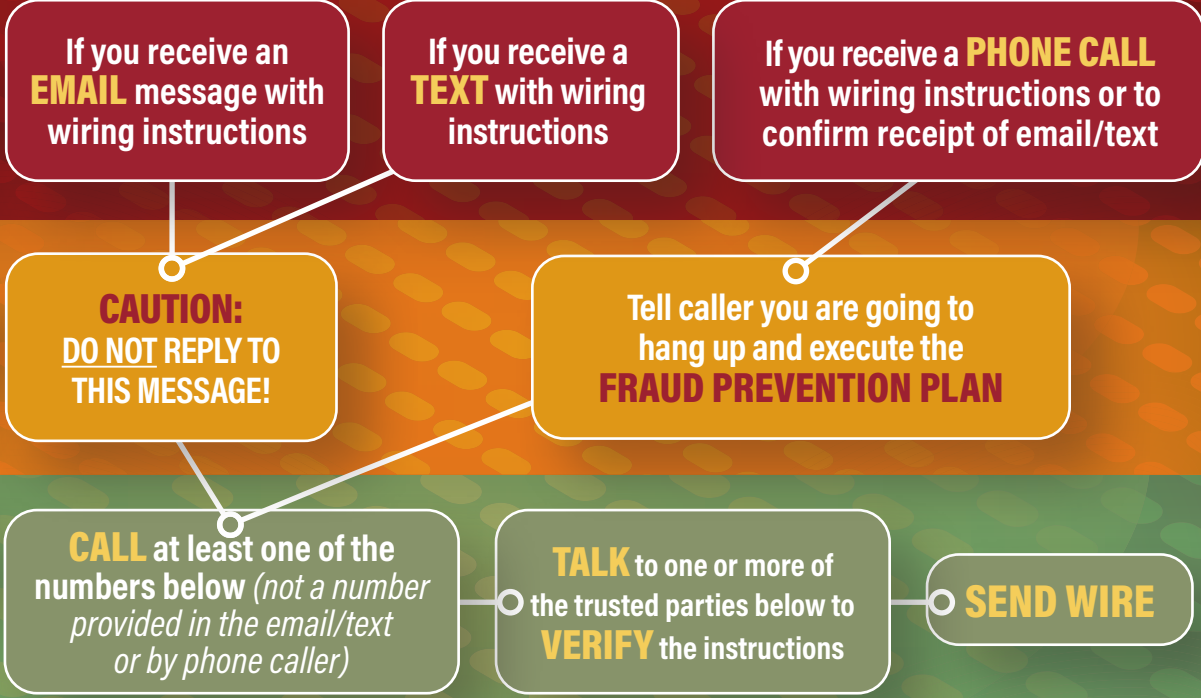 If you receive an
EMAIL message with
wiring instructions
If you receive a
TEXT with wiring
instructions
If you receive a PHONE CALL
with wiring instructions or to
confirm receipt of email/text
CAUTION:
DO NOT REPLY TO
THIS MESSAGE!
Tell caller you are going to
hang up and execute the
FRAUD PREVENTION PLAN
CALL at least one of the
numbers below (not a number
provided in the email/text
or by phone caller)
TALK to one or more of
the trusted parties below to
VERIFY the instructions
SEND WIRE